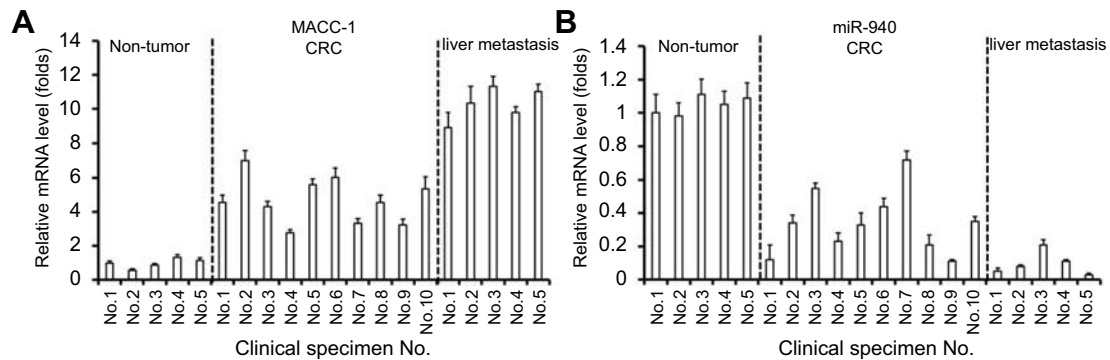 A
MACC-1
CRC
Non-tumor
liver metastasis
Relative mRNA level (folds)
14
12
10
8
6
4
2
0
No.1
No.2
No.3
No.4
No.5
No.1
No.2
No.3
No.4
No.5
No.6
No.7
No.8
No.9
No.10
No.1
No.2
No.3
No.4
No.5
Clinical specimen No.
B
miR-940
CRC
Non-tumor
liver metastasis
Relative mRNA level (folds)
1.4
1.2
1
0.8
0.6
0.4
0.2
0
No.1
No.2
No.3
No.4
No.5
No.1
No.2
No.3
No.4
No.5
No.6
No.7
No.8
No.9
No.10
No.1
No.2
No.3
No.4
No.5
Clinical specimen No.